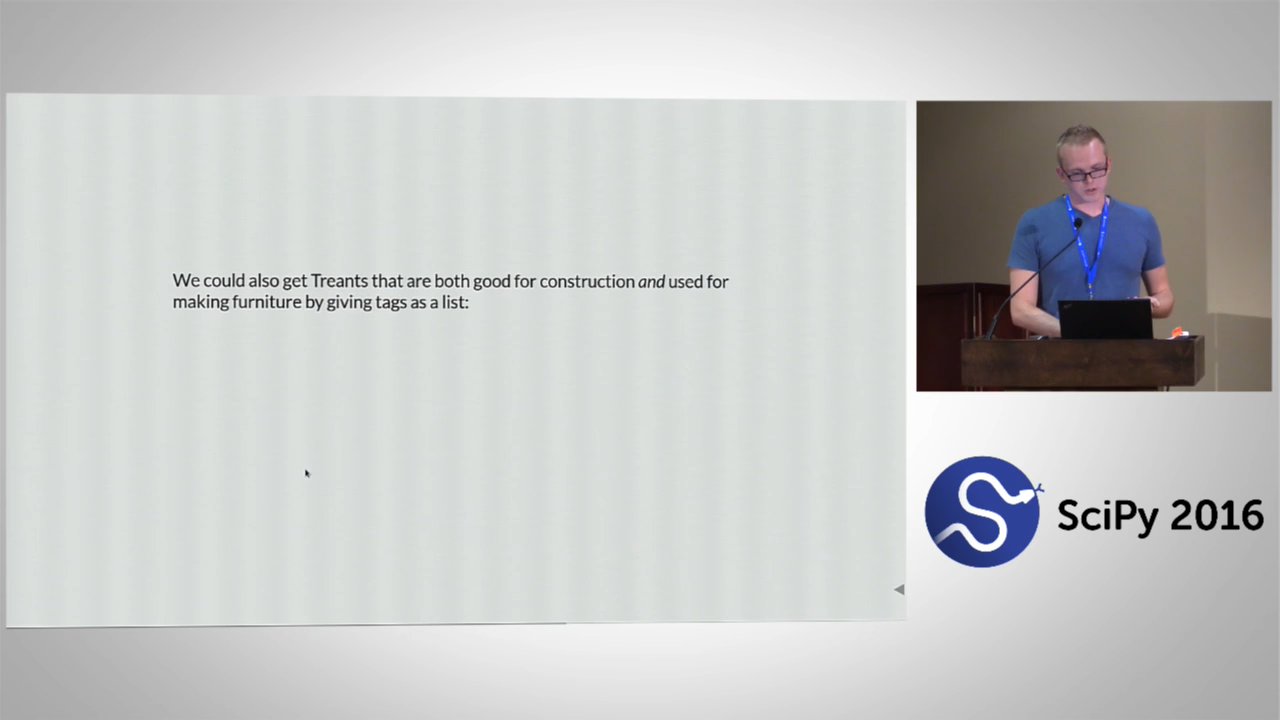 We could also get Treants that are both good for construction and used for
making furniture by giving tags as a list:
SciPy 2016